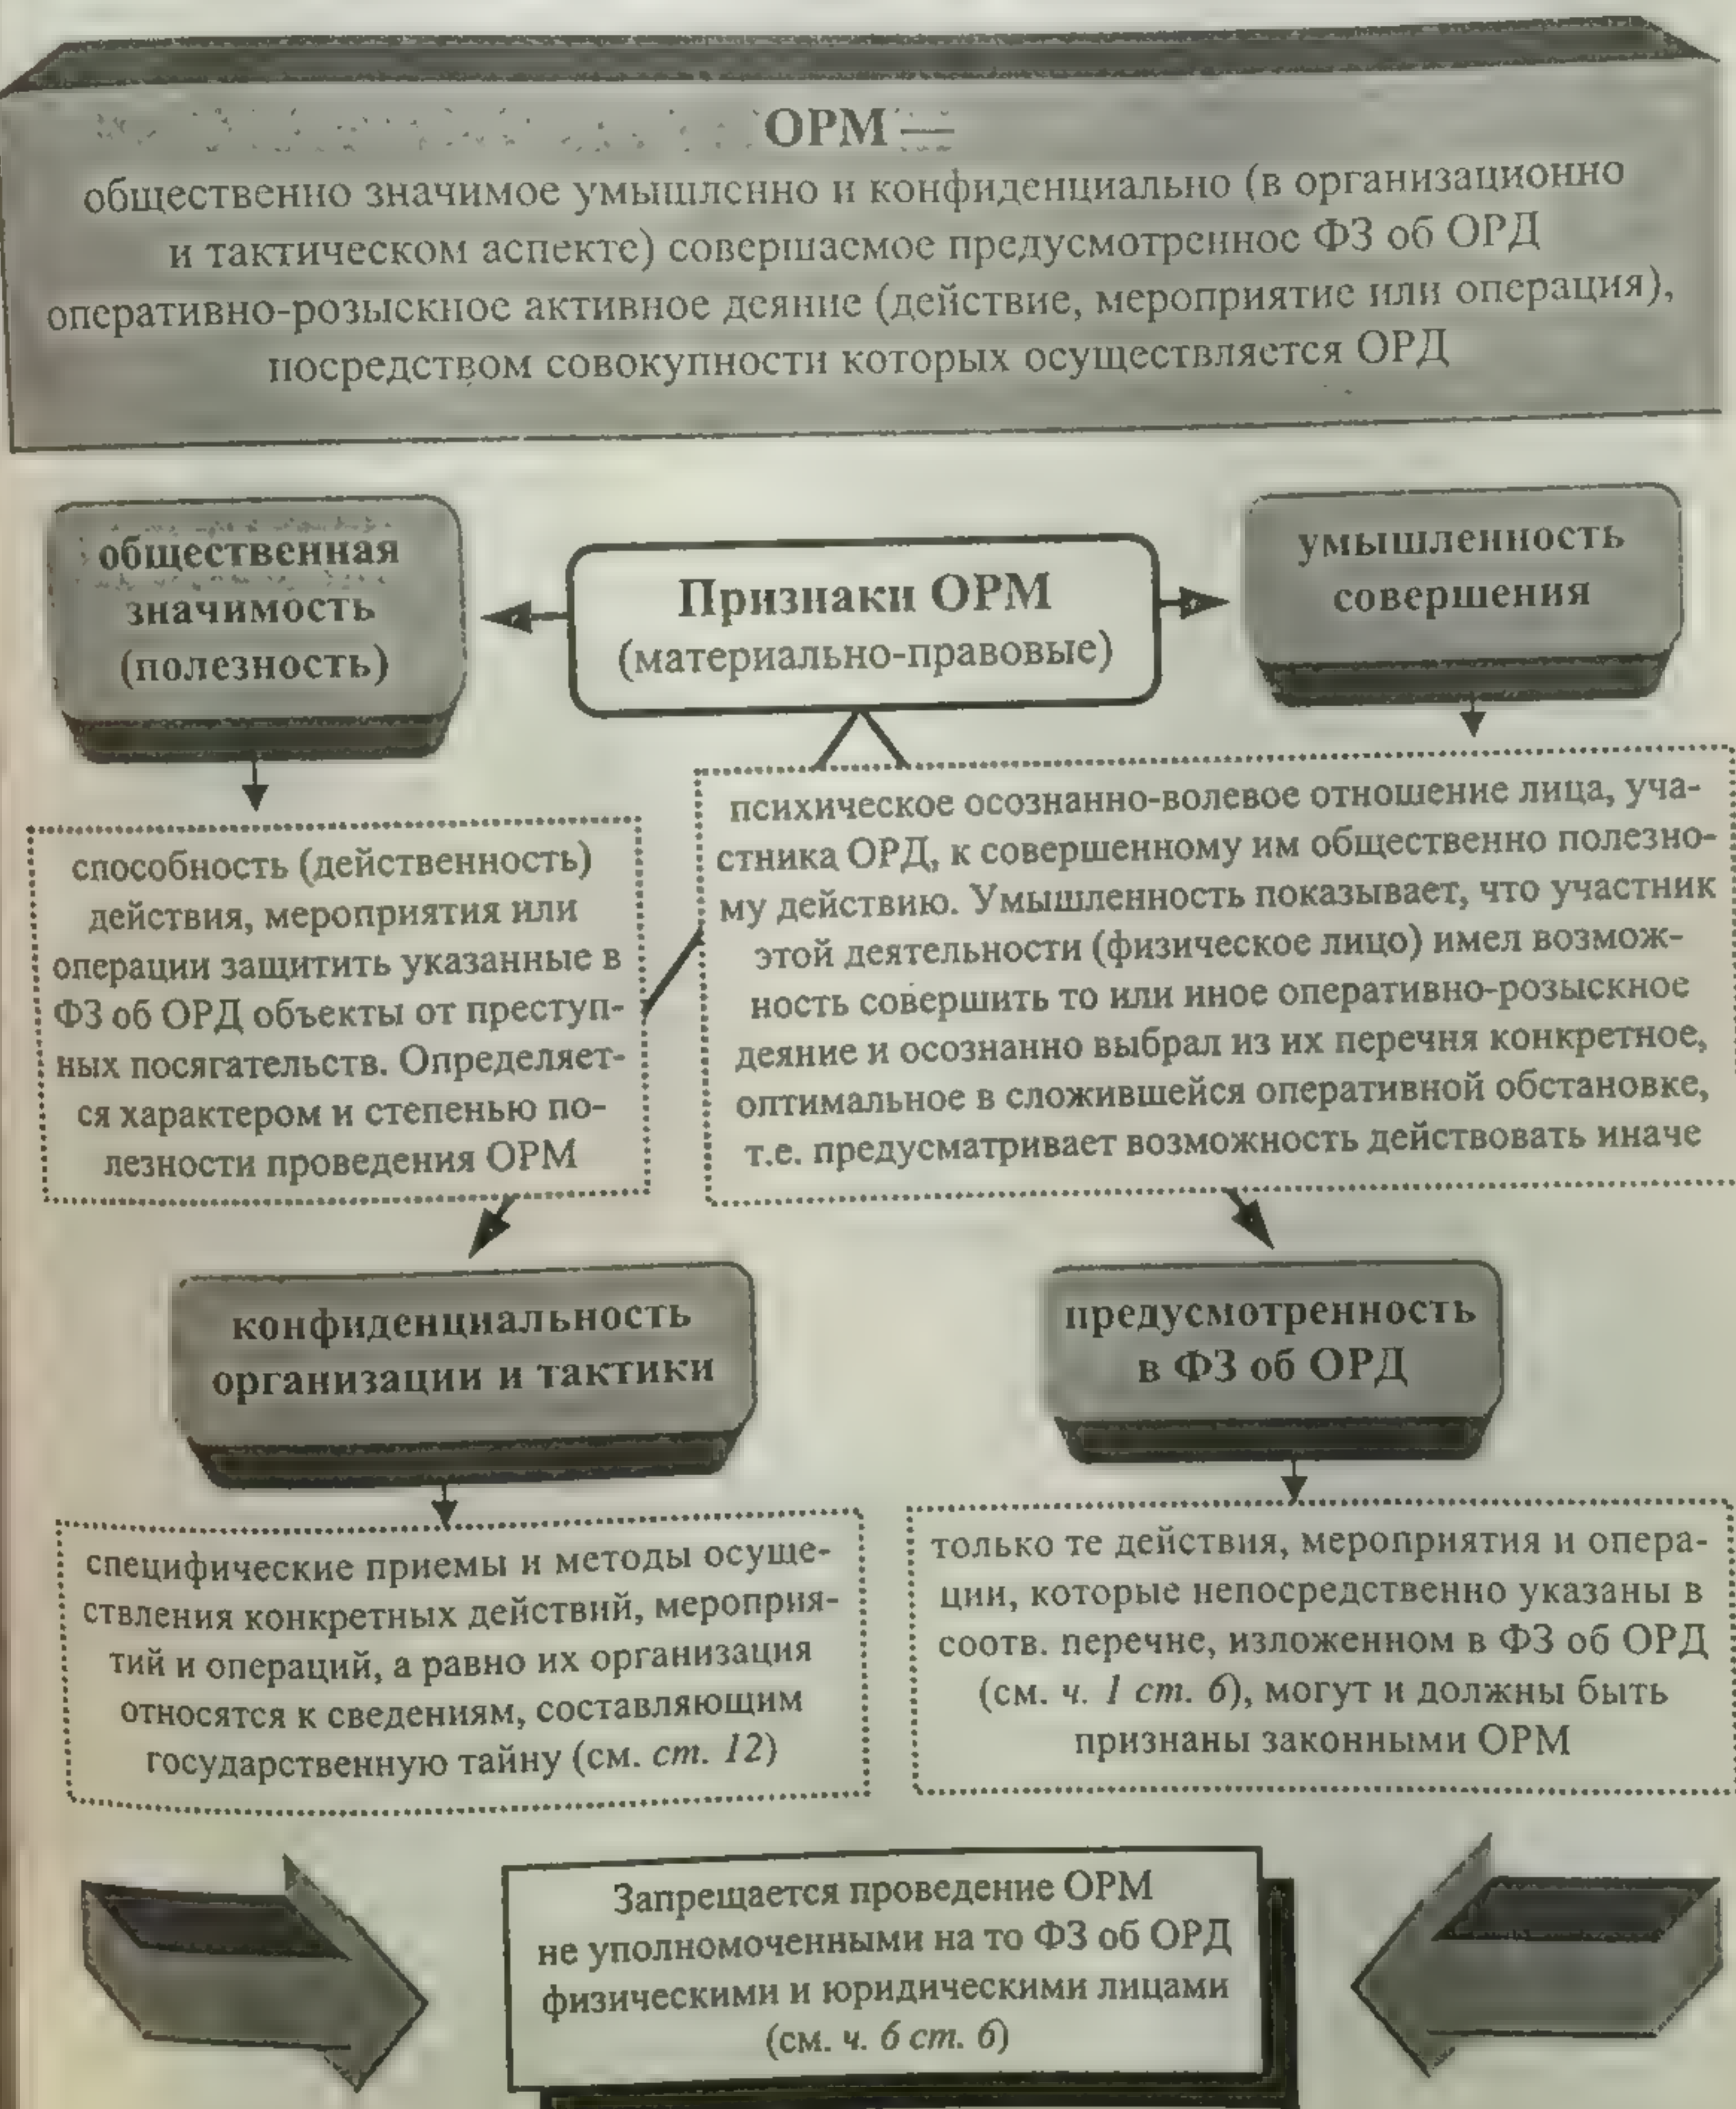 ОРМ —
общественно значимое умышленно и конфиденциально (в организационно
и тактическом аспекте) совершаемое предусмотренное ФЗ об ОРД
оперативно-розыскное активное деяние (действие, мероприятие или операция),
посредством совокупности которых осуществляется ОРД
общественная
значимость
(полезность)
Признаки ОРМ
(материально-правовые)
умышленность
совершения
способность (действенность)
действия, мероприятия или
операции защитить указанные в
ФЗ об ОРД объекты от преступ-
ных посягательств. Определяет-
ся характером и степенью по-
лезности проведения ОРМ
психическое осознанно-волевое отношение лица, уча-
стника ОРД, к совершенному им общественно полезно-
му действию. Умышленность показывает, что участник
этой деятельности (физическое лицо) имел возмож-
ность совершить то или иное оперативно-розыскное
деяние и осознанно выбрал из их перечня конкретное,
оптимальное в сложившейся оперативной обстановке,
т.е. предусматривает возможность действовать иначе
конфиденциальность
организации и тактики
предусмотренность
в ФЗ об ОРД
специфические приемы и методы осуще-
ствления конкретных действий, мероприя-
тий и операций, а равно их организация
относятся к сведениям, составляющим
государственную тайну (см. ст. 12)
только те действия, мероприятия и опера-
ции, которые непосредственно указаны в
соотв. перечне, изложенном в ФЗ об ОРД
(см. ч. 1 ст. 6), могут и должны быть
признаны законными ОРМ
Запрещается проведение ОРМ
не уполномоченными на то ФЗ об ОРД
физическими и юридическими лицами
(см. ч. 6 ст. 6)